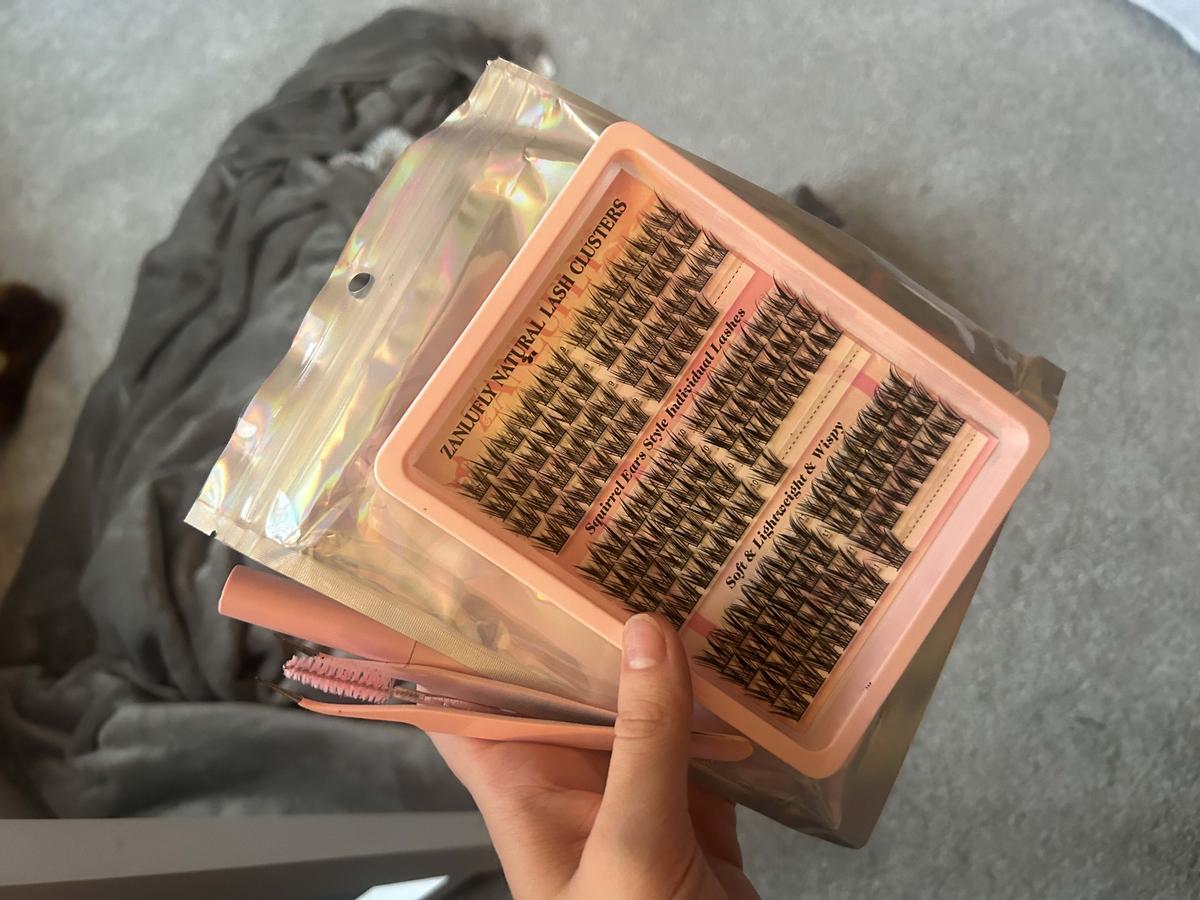 ZANLUFLY NATURAL LASH CLUSTERS
Squirrel Ears Style Individual Lashes
Soft & Lightweight & Wispy